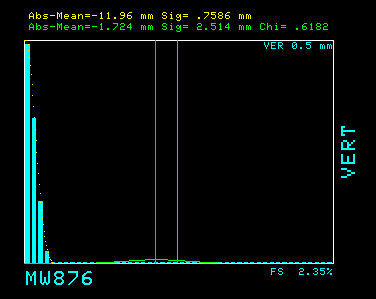 Abs-Mean=-11.96 mm Sig= .7586 mm
Abs-Mean=-1.724 mm Sig= 2.514 mm Chi= .6182
VER 0.5 mm
VERT
MW876
FS 2.35%